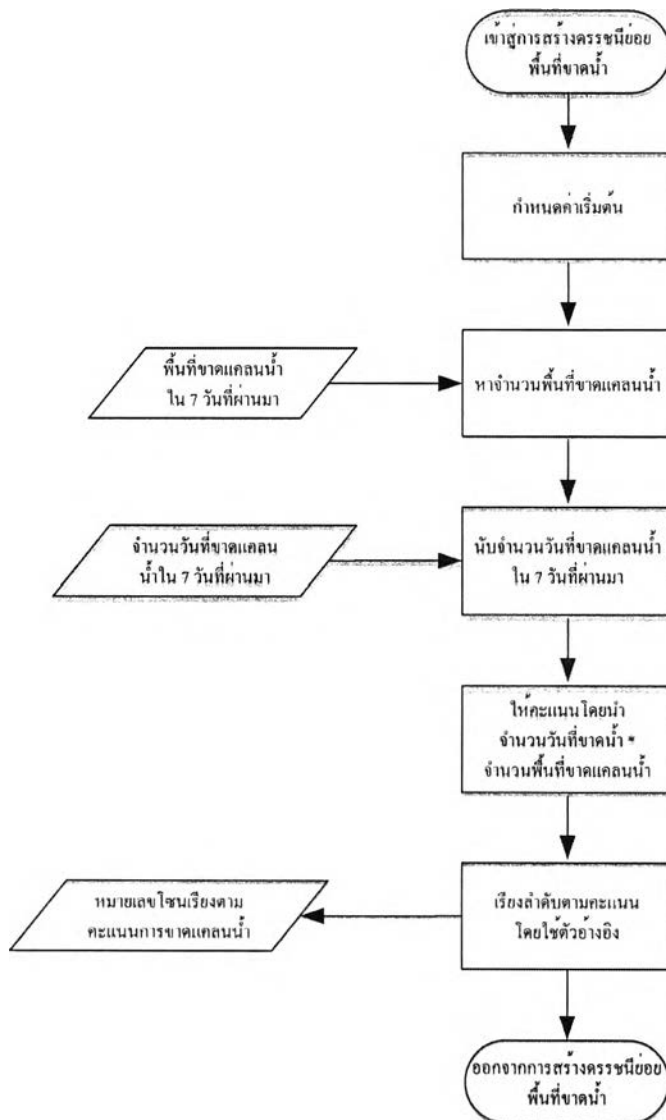 เข้าสู่การสร้างดรรชนีย่อย
พื้นที่ขาดน้ำ
กำหนดค่าเริ่มต้น
พื้นที่ขาดแคลนน้ำ
ใน 7 วันที่ผ่านมา
หาจำนวนพื้นที่ขาดแคลนน้ำ
จำนวนวันที่ขาดแคลน
น้ำใน 7 วันที่ผ่านมา
นับจำนวนวันที่ขาดแคลนน้ำ
ใน 7 วันที่ผ่านมา
ให้คะแนนโดยนำ
จำนวนวันที่ขาดน้ำ *
จำนวนพื้นที่ขาดแคลนน้ำ
หมายเลขโซนเรียงตาม
คะแนนการขาดแคลนน้ำ
เรียงลำดับตามคะแนน
โดยใช้ตัวอ้างอิง
ออกจากการสร้างดรรชนีย่อย
พื้นที่ขาดน้ำ